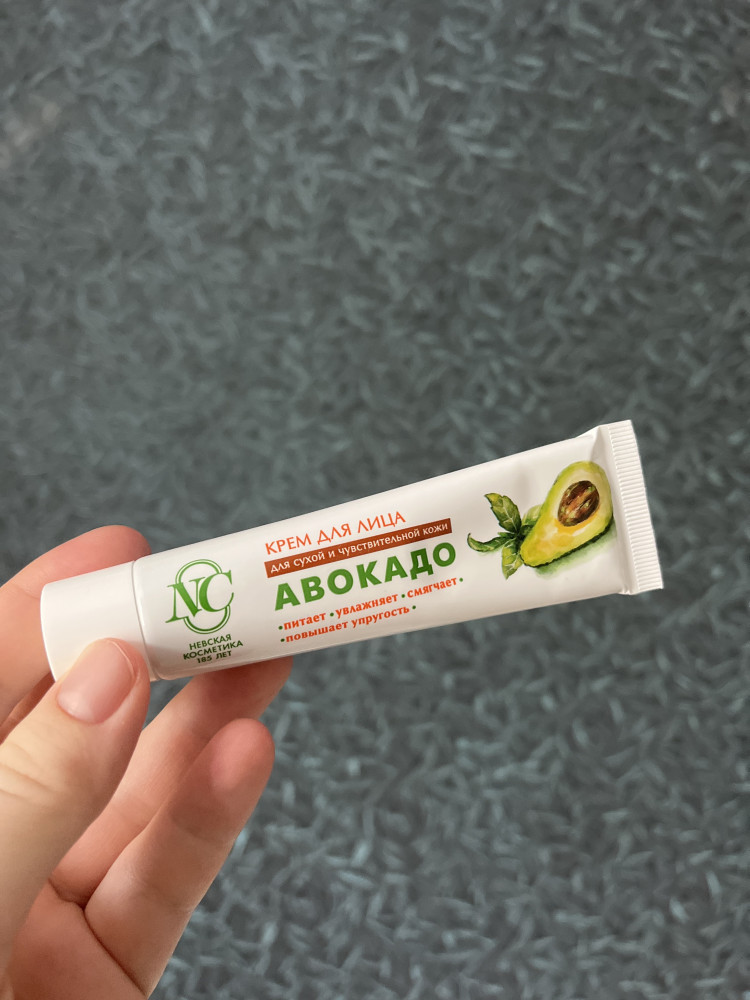 NC
НЕВСКАЯ
КОСМЕТИКА
185 ЛЕТ
КРЕМ ДЛЯ ЛИЦА
для сухой и чувствительной кожи
АВОКАДО
•питает •увлажняет •смягчает•
•повышает упругость•